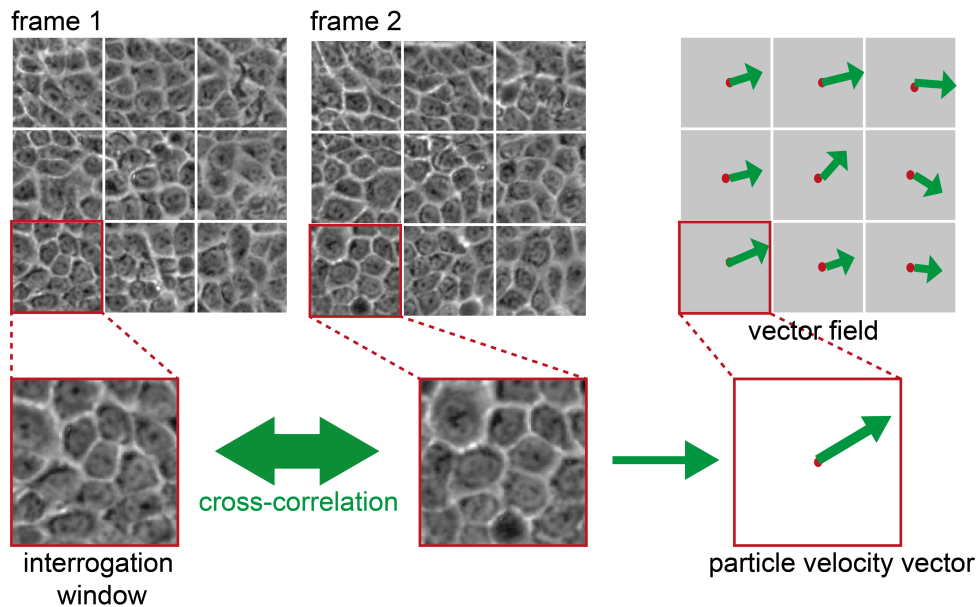 frame 1
frame 2
vector field
cross-correlation
interrogation
window
particle velocity vector